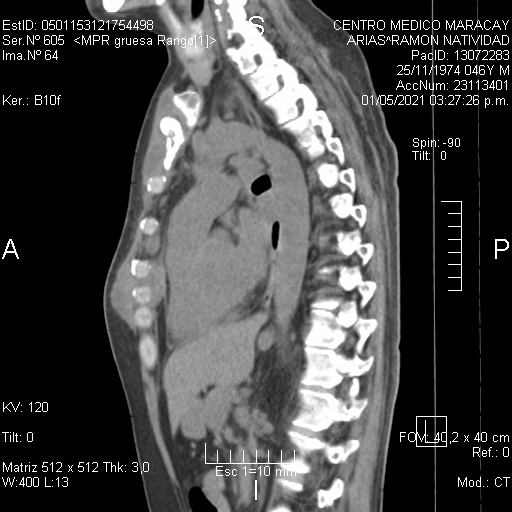 EstID: 0501153121754498
Ser.Nº 605 <MPR gruesa Rango[1]>
Ima.Nº 64
Ker.: B10f
S
CENTRO MEDICO MARACAY
ARIAS^RAMON NATIVIDAD
PacID: 13072283
25/11/1974 046Y M
AccNum: 23113401
01/05/2021 03:27:26 p.m.
Spin: -90
Tilt: 0
A
P
KV: 120
Tilt: 0
Matriz 512 x 512 Thk: 3,0
W:400 L:13
Esc 1=10 mm
I
FOM: 40,2 x 40 cm
Ref.: 0
Mod.: CT